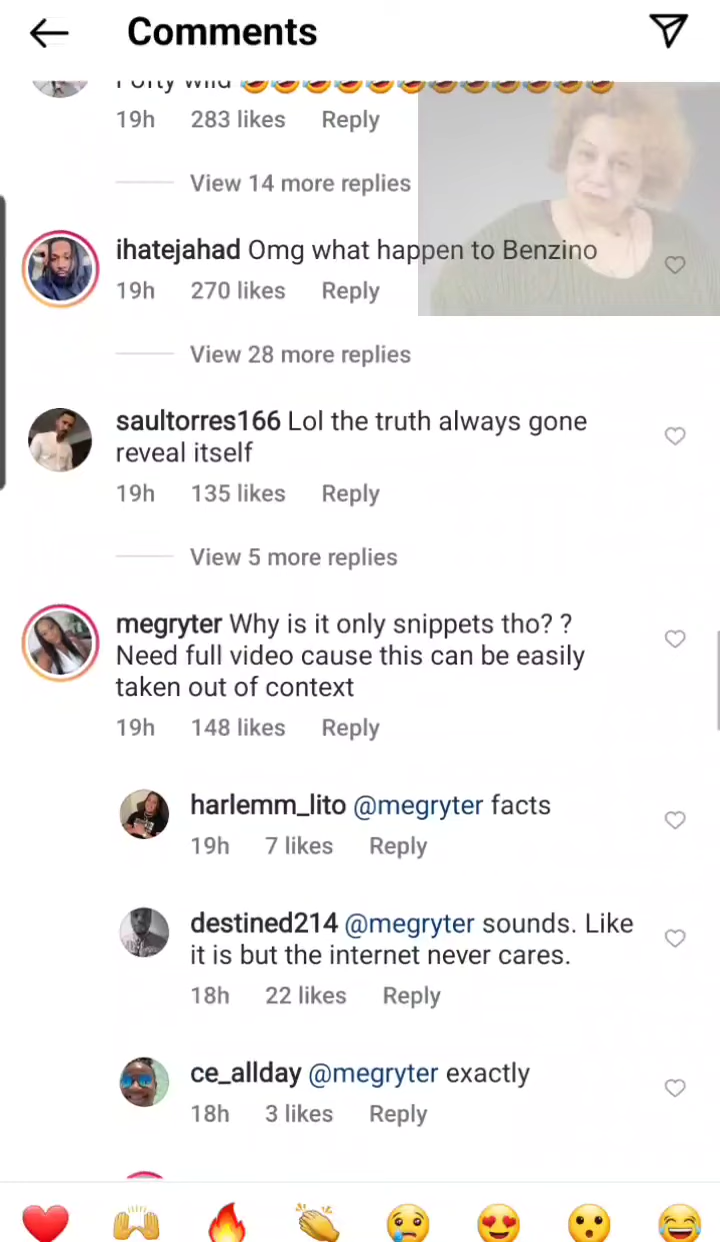 Comments
19h 283 likes Reply
View 14 more replies
ihatejahad Omg what happen to Benzino
19h 270 likes Reply
View 28 more replies
saultorres166 Lol the truth always gone
reveal itself
19h 135 likes Reply
View 5 more replies
megryter Why is it only snippets tho? ?
Need full video cause this can be easily
taken out of context
19h 148 likes Reply
harlemm_lito @megryter facts
19h 7 likes Reply
destined214 @megryter sounds. Like
it is but the internet never cares.
18h 22 likes Reply
ce_allday @megryter exactly
18h 3 likes Reply